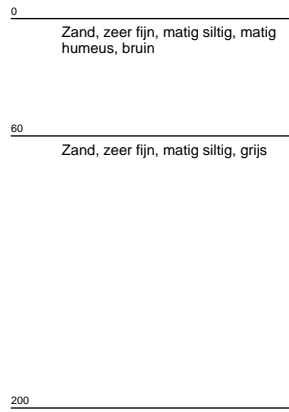 0
Zand, zeer fijn, matig siltig, matig
humeus, bruin
60
Zand, zeer fijn, matig siltig, grijs
200